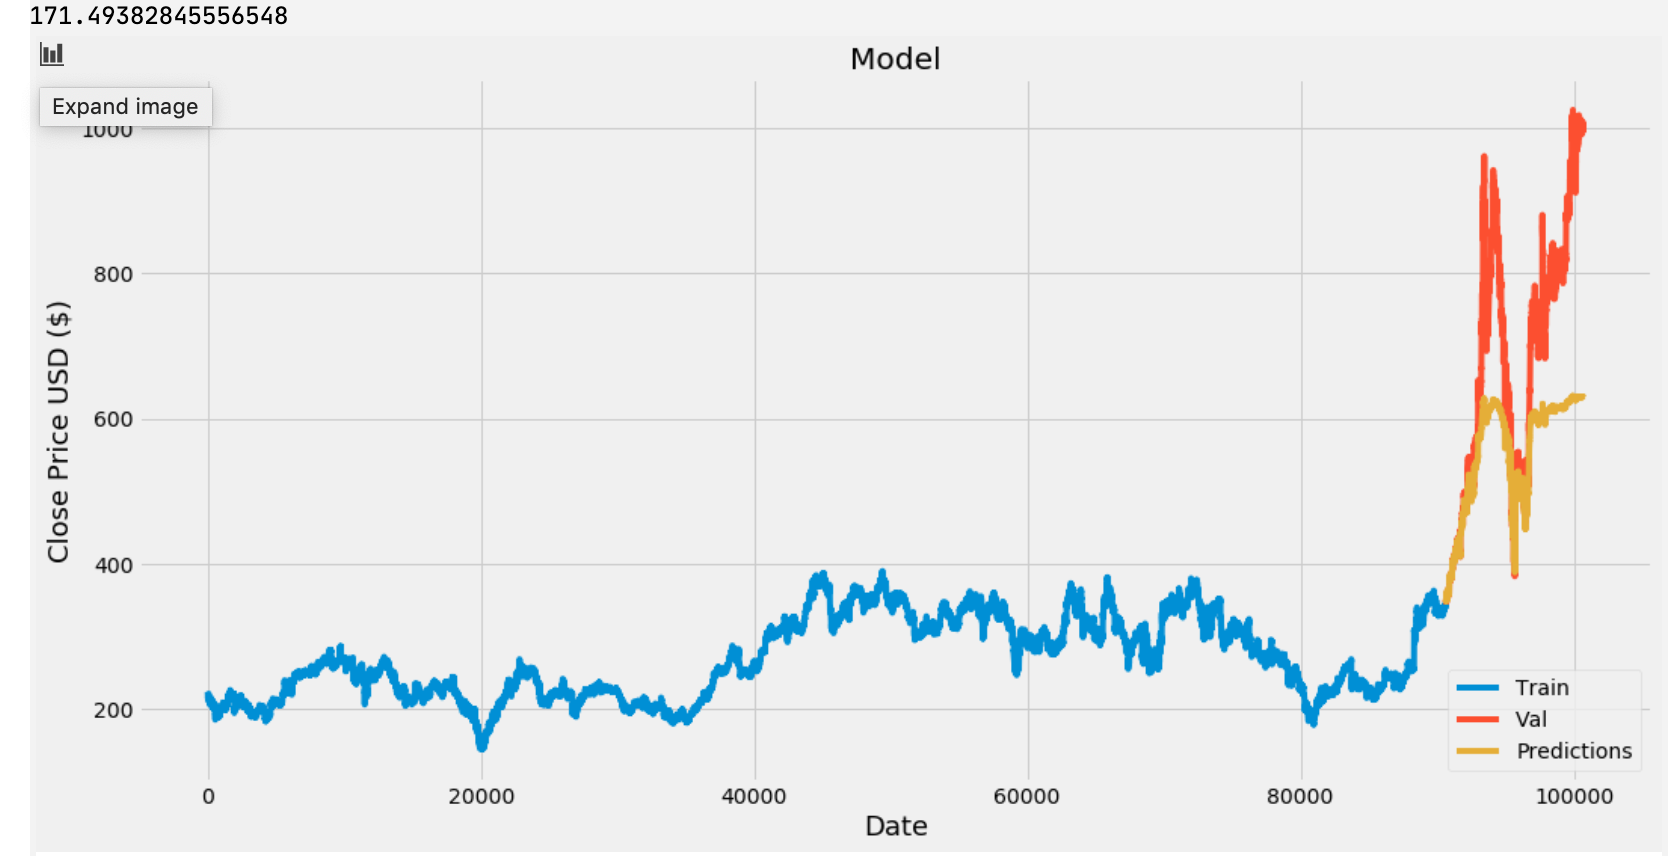 171.49382845556548
Model
Expand image
1000
800
600
400
200
Close Price USD ($)
Train
Val
Predictions
0 20000 40000 60000 80000 100000
Date